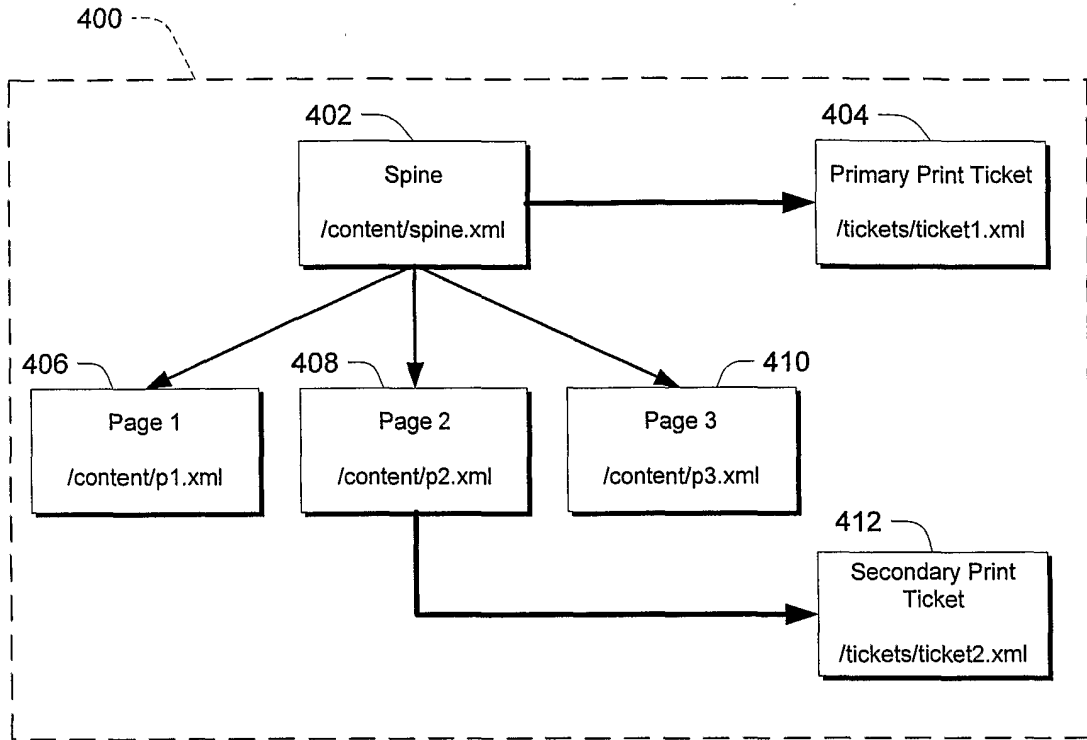 400
402
404
Spine
/content/spine.xml
Primary Print Ticket
/tickets/ticket1.xml
406
408
410
Page 1
/content/p1.xml
Page 2
/content/p2.xml
Page 3
/content/p3.xml
412
Secondary Print
Ticket
/tickets/ticket2.xml